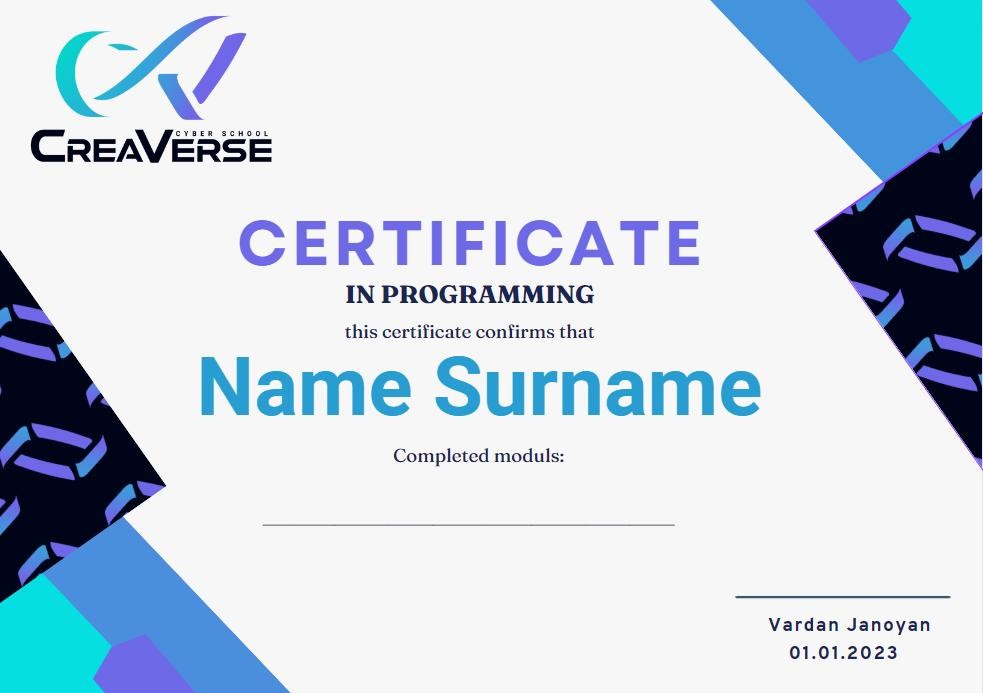 CYBER SCHOOL
CREAVERSE
CERTIFICATE
IN PROGRAMMING
this certificate confirms that
Name Surname
Completed moduls:
Vardan Janoyan
01.01.2023